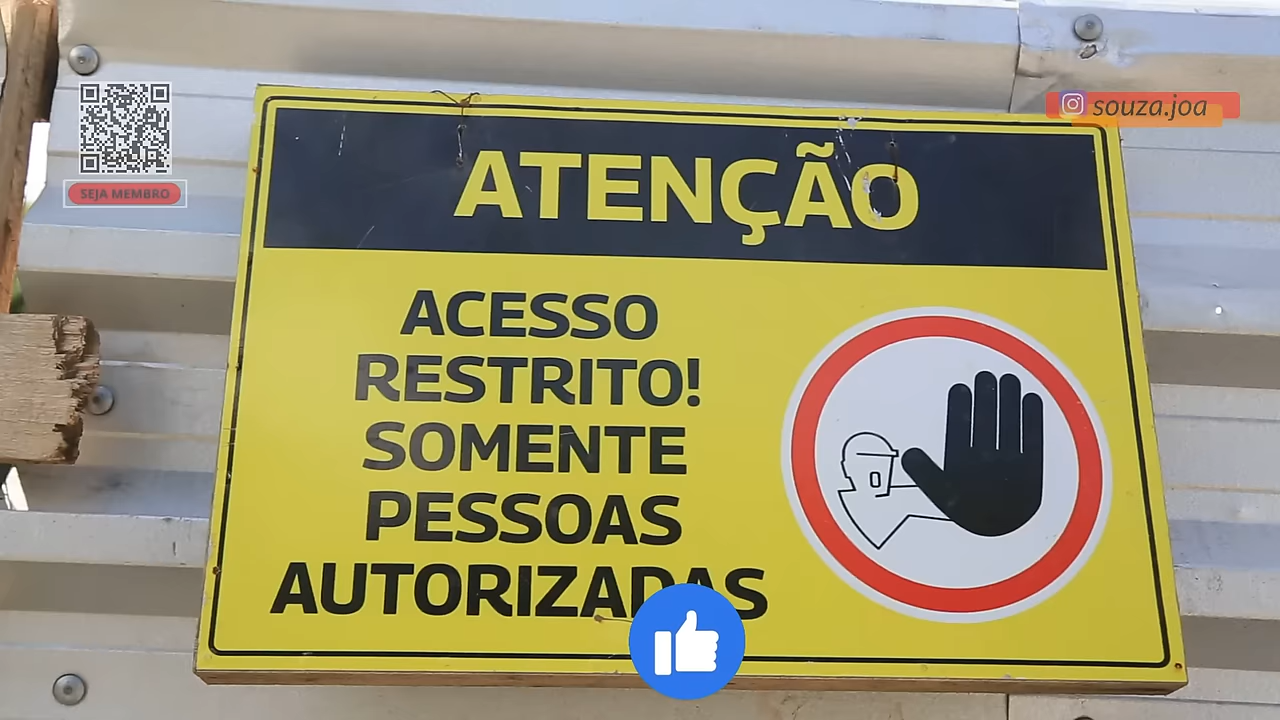 SEJA MEMBRO
souza.joa
ATENÇÃO
ACESSO
RESTRITO!
SOMENTE
PESSOAS
AUTORIZADAS